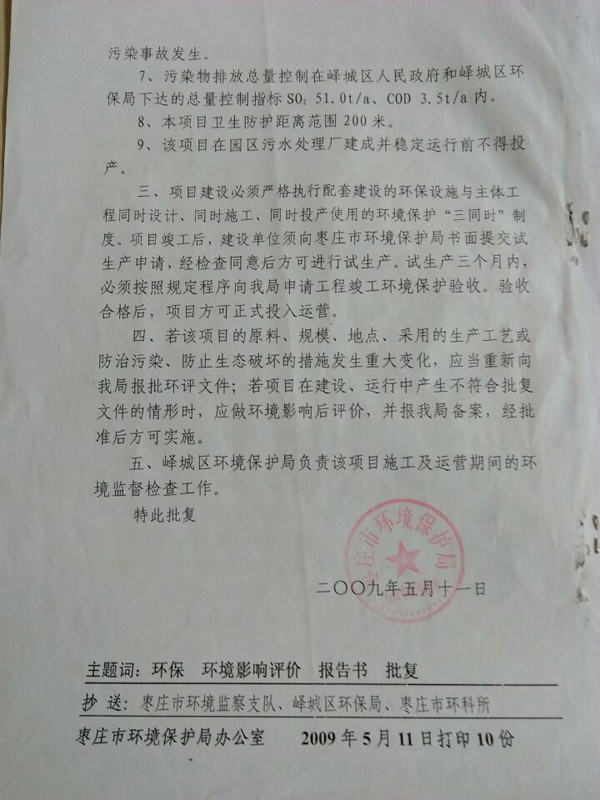 污染事故发生。
7、污染物排放总量控制在峄城区人民政府和峄城区环
保局下达的总量控制指标 SO₂ 51.0t/a、COD 3.5t/a 内。
8、本项目卫生防护距离范围 200 米。
9、该项目在园区污水处理厂建成并稳定运行前不得投
产。
三、项目建设必须严格执行配套建设的环保设施与主体工
程同时设计、同时施工、同时投产使用的环境保护“三同时”制
度。项目竣工后，建设单位须向枣庄市环境保护局书面提交试
生产申请，经检查同意后方可进行试生产。试生产三个月内，
必须按照规定程序向我局申请工程竣工环境保护验收。验收
合格后，项目方可正式投入运营。
四、若该项目的原料、规模、地点、采用的生产工艺或
防治污染、防止生态破坏的措施发生重大变化，应当重新向
我局报批环评文件；若项目在建设、运行中产生不符合批复
文件的情形时，应做环境影响后评价，并报我局备案，经批
准后方可实施。
五、峄城区环境保护局负责该项目施工及运营期间的环
境监督检查工作。
特此批复
枣庄市环境保护局
二〇〇九年五月十一日
主题词：环保 环境影响评价 报告书 批复
抄 送：枣庄市环境监察支队、峄城区环保局、枣庄市环科所
枣庄市环境保护局办公室 2009 年 5 月 11 日打印 10 份